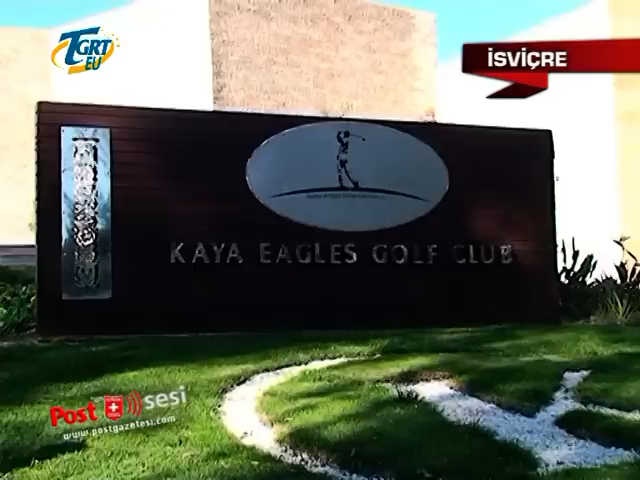 TGRT
EU
İSVİÇRE
KAYA EAGLES GOLF CLUB
Post sesi
www.postgazetesi.com